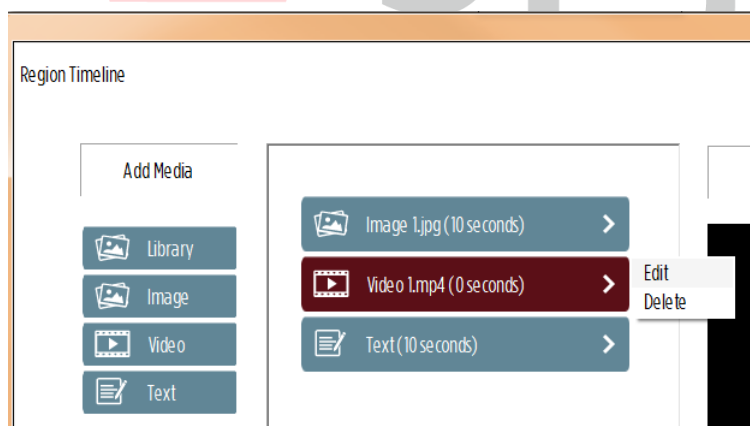 Region Timeline
Add Media
Library
Image
Video
Text
Image 1.jpg (10 seconds)
Video 1.mp4 (0 seconds)
Text (10 seconds)
Edit
Delete